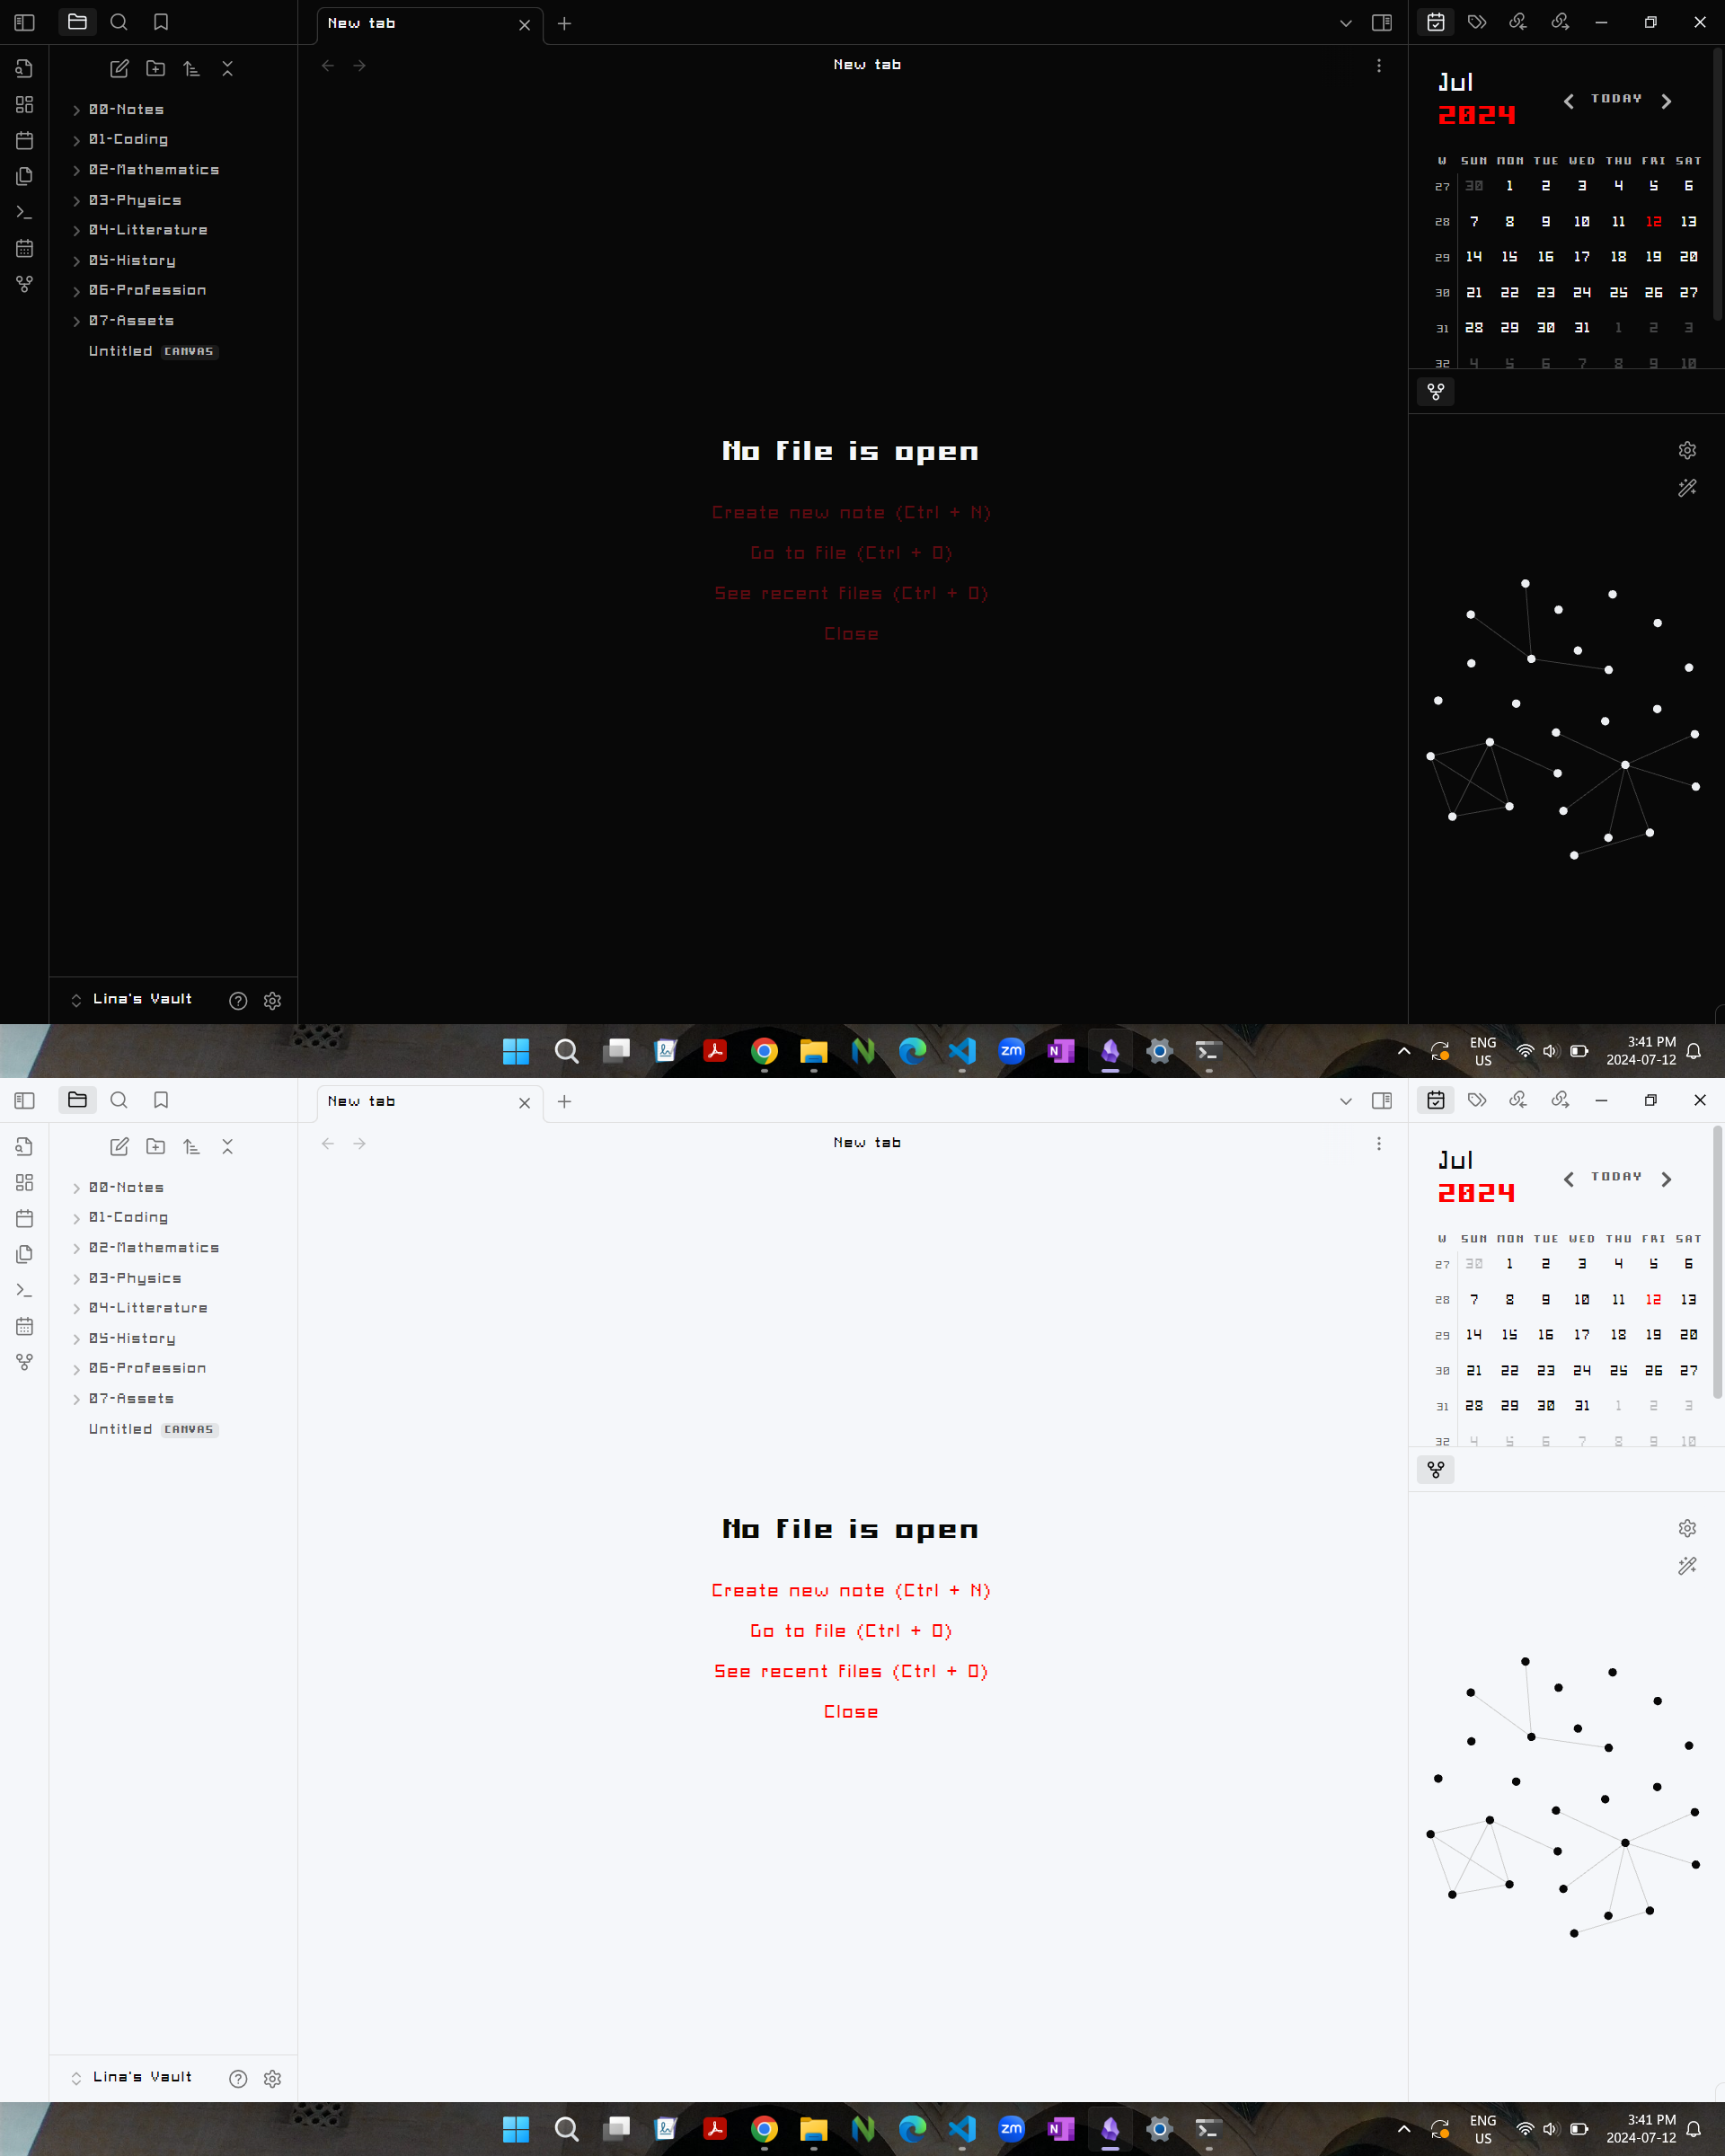 New tab
New tab
00-Notes
01-Coding
02-Mathematics
03-Physics
04-Litterature
05-History
06-Profession
07-Assets
Untitled CANVAS
No file is open
Create new note (Ctrl + N)
Go to file (Ctrl + O)
See recent files (Ctrl + O)
Close
Lina's Vault
Jul
2024
TODAY
W SUN MON TUE WED THU FRI SAT
27 30 1 2 3 4 5 6
28 7 8 9 10 11 12 13
29 14 15 16 17 18 19 20
30 21 22 23 24 25 26 27
31 28 29 30 31 1 2 3
32 4 5 6 7 8 9 10
zm
N
ENG
US
3:41 PM
2024-07-12
New tab
New tab
00-Notes
01-Coding
02-Mathematics
03-Physics
04-Litterature
05-History
06-Profession
07-Assets
Untitled CANVAS
No file is open
Create new note (Ctrl + N)
Go to file (Ctrl + O)
See recent files (Ctrl + O)
Close
Lina's Vault
Jul
2024
TODAY
W SUN MON TUE WED THU FRI SAT
27 30 1 2 3 4 5 6
28 7 8 9 10 11 12 13
29 14 15 16 17 18 19 20
30 21 22 23 24 25 26 27
31 28 29 30 31 1 2 3
32 4 5 6 7 8 9 10
zm
N
ENG
US
3:41 PM
2024-07-12